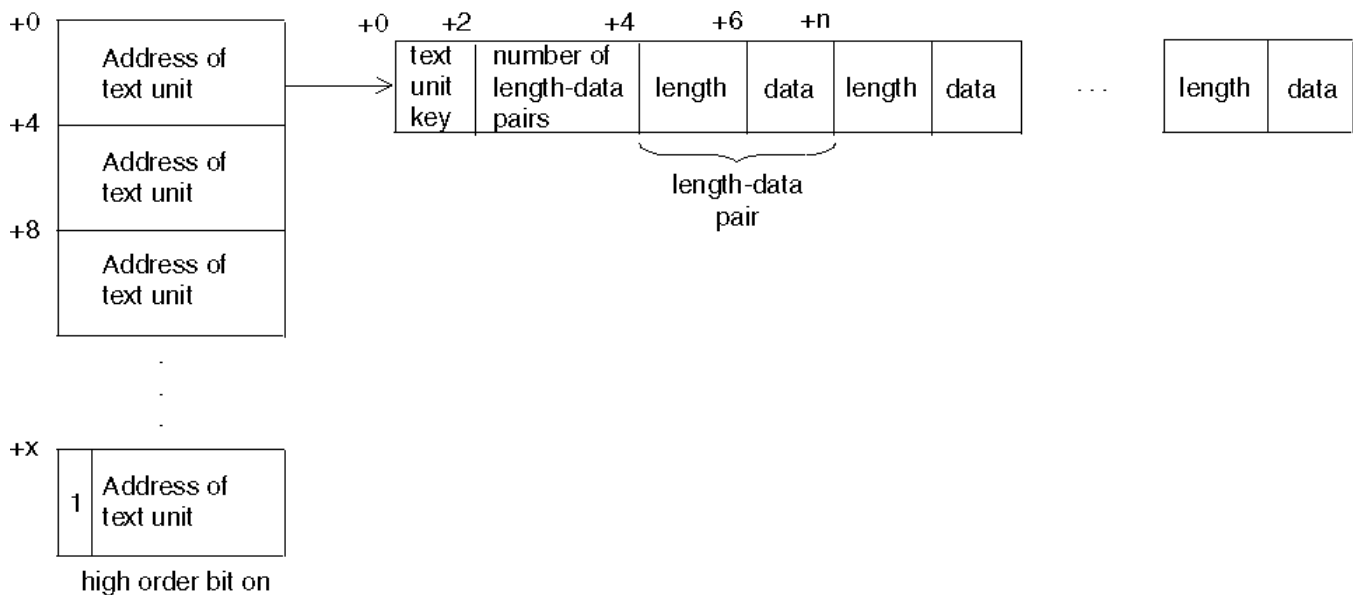 +0
Address of
text unit
+4
Address of
text unit
+8
Address of
text unit
.
.
.
+x
1
Address of
text unit
high order bit on
+0 +2 +4 +6 +n
text
unit
key
number of
length-data
pairs
length
data
length
data
. . .
length
data
length-data
pair